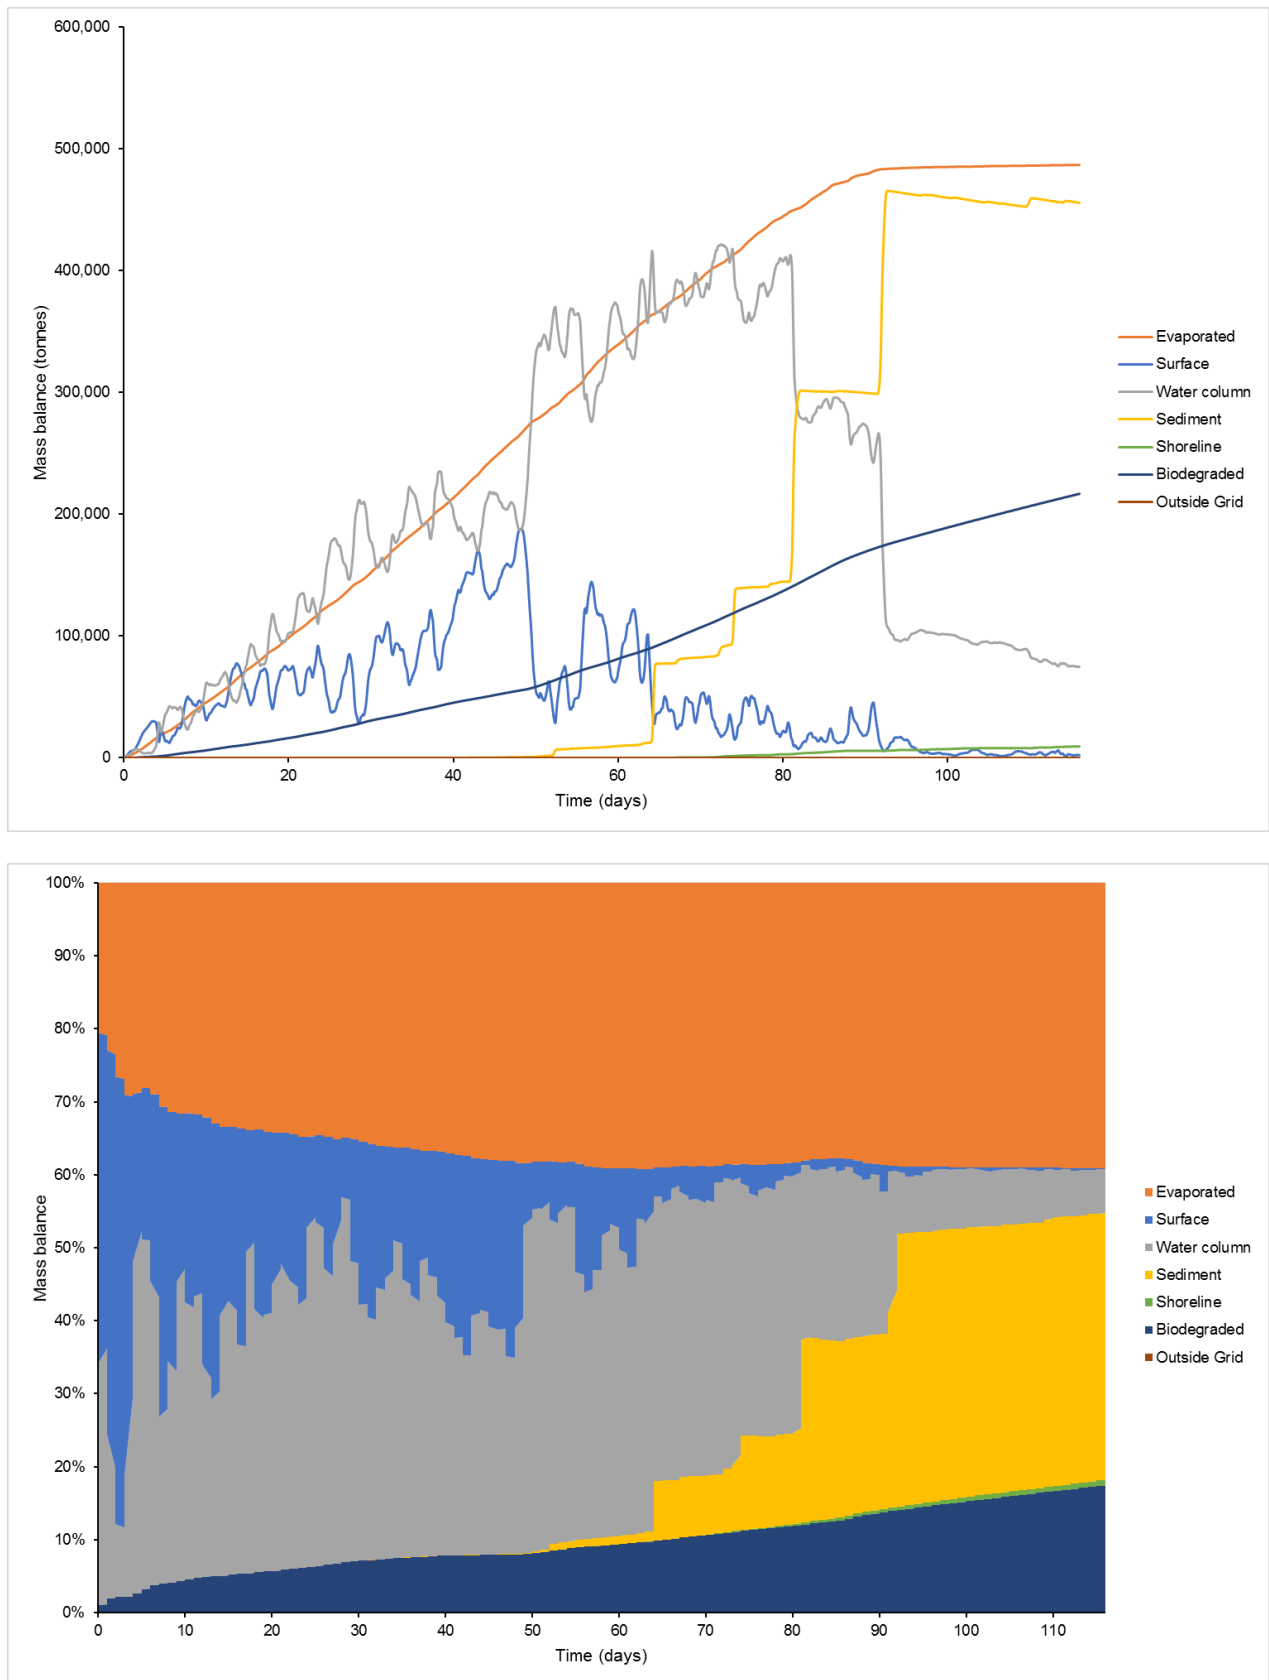 600,000
500,000
400,000
300,000
200,000
100,000
0
Mass balance (tonnes)
0 20 40 60 80 100
Time (days)
Evaporated
Surface
Water column
Sediment
Shoreline
Biodegraded
Outside Grid
100%
90%
80%
70%
60%
50%
40%
30%
20%
10%
0%
Mass balance
0 10 20 30 40 50 60 70 80 90 100 110
Time (days)
Evaporated
Surface
Water column
Sediment
Shoreline
Biodegraded
Outside Grid